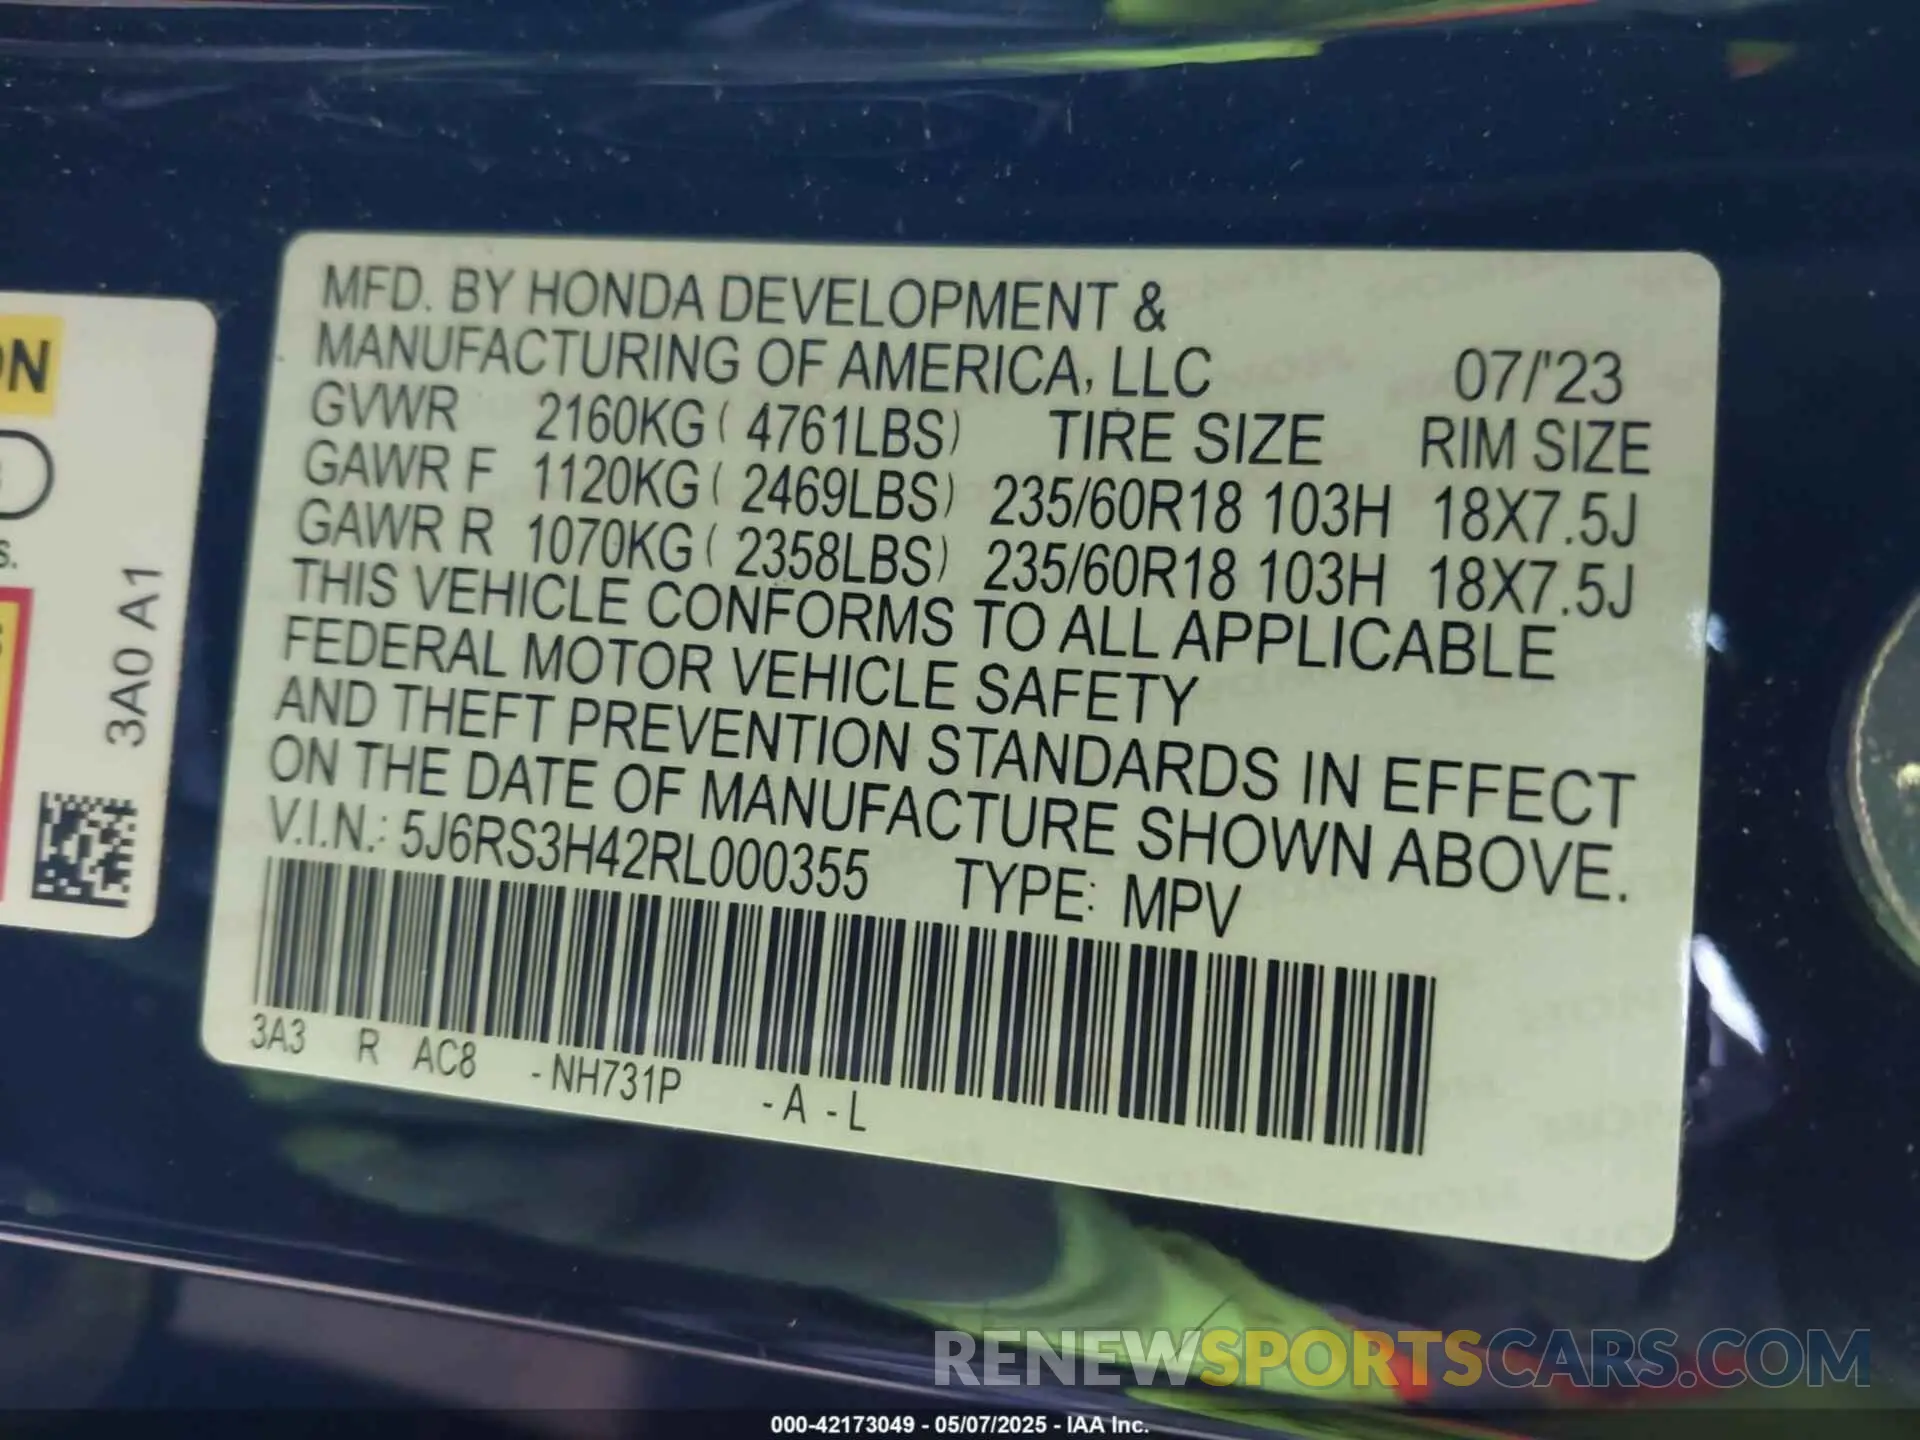 MFD. BY HONDA DEVELOPMENT &
MANUFACTURING OF AMERICA, LLC 07/'23
GVWR 2160KG ( 4761LBS) TIRE SIZE RIM SIZE
GAWR F 1120KG ( 2469LBS) 235/60R18 103H 18X7.5J
GAWR R 1070KG ( 2358LBS) 235/60R18 103H 18X7.5J
THIS VEHICLE CONFORMS TO ALL APPLICABLE
FEDERAL MOTOR VEHICLE SAFETY
AND THEFT PREVENTION STANDARDS IN EFFECT
ON THE DATE OF MANUFACTURE SHOWN ABOVE.
V.I.N.: 5J6RS3H42RL000355 TYPE: MPV
3A3 R AC8 -NH731P -A -L
3A0 A1
RENEWSPORTSCARS.COM
000-42173049 - 05/07/2025 - IAA Inc.